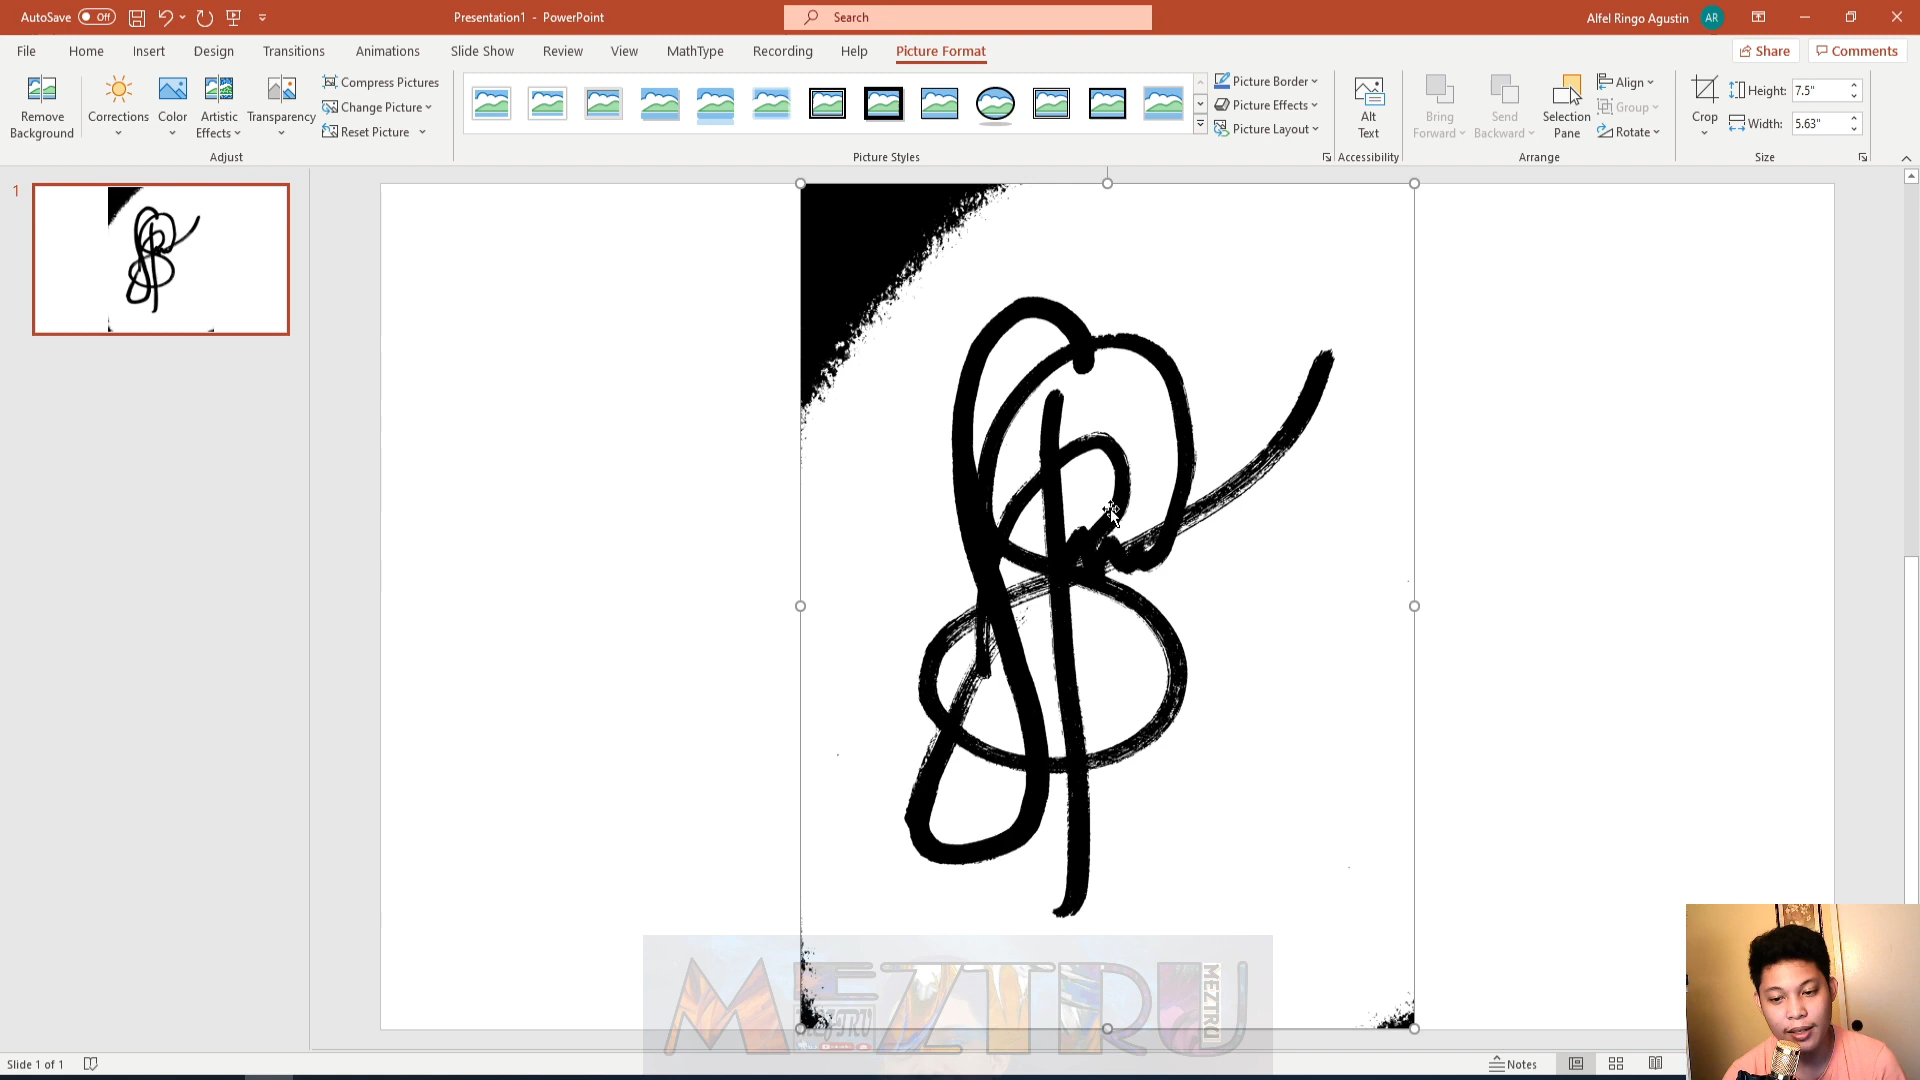 AutoSave Off Presentation1 - PowerPoint Search Alfel Ringo Agustin AR
File Home Insert Design Transitions Animations Slide Show Review View MathType Recording Help Picture Format Share Comments
Remove Background
Corrections
Color
Artistic Effects
Transparency
Compress Pictures
Change Picture
Reset Picture
Adjust
Picture Styles
Picture Border
Picture Effects
Picture Layout
Alt Text
Accessibility
Bring Forward
Send Backward
Selection Pane
Align
Group
Rotate
Arrange
Crop
Height: 7.5"
Width: 5.63"
Size
1
MEZTRU
MEZTRU
Slide 1 of 1
Notes